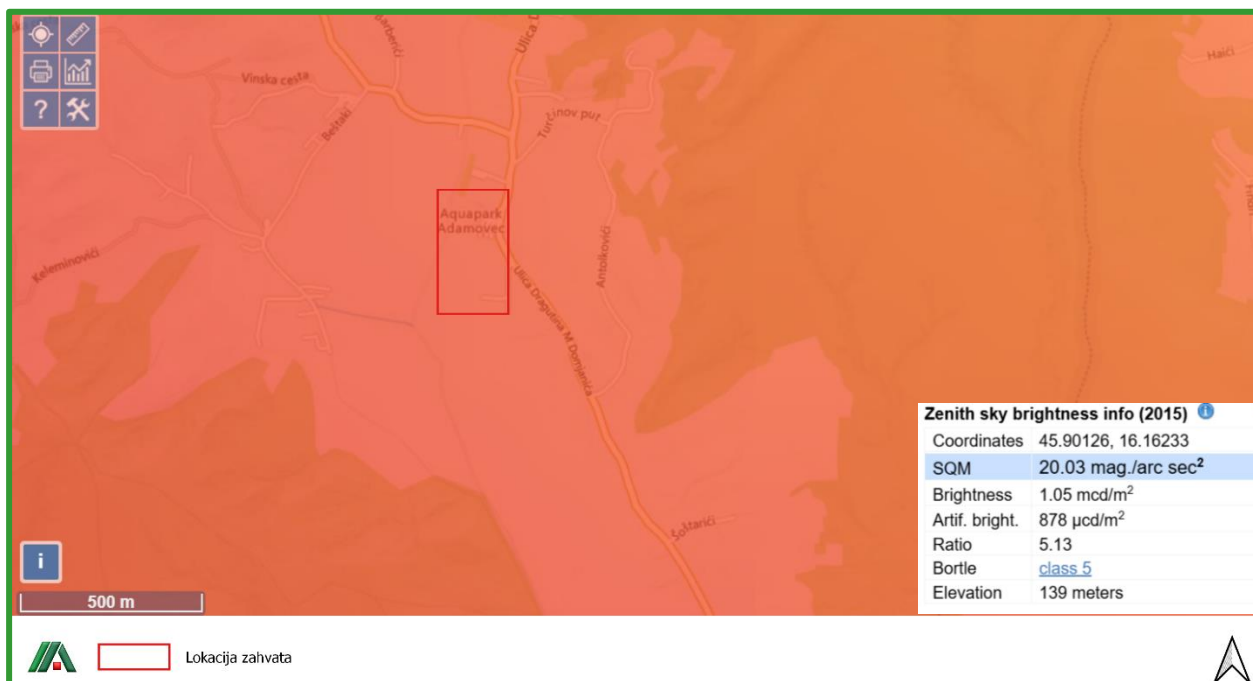 Barberići
Ulica D
Haići
Vinska cesta
Beštaki
Turčinov put
?
Aquapark
Adamovec
Keleminovići
Antolkovići
Ulica Dragutina M Domjanića
Šoštarići
i
500 m
Zenith sky brightness info (2015) i
Coordinates 45.90126, 16.16233
SQM 20.03 mag./arc sec²
Brightness 1.05 mcd/m²
Artif. bright. 878 µcd/m²
Ratio 5.13
Bortle class 5
Elevation 139 meters
Lokacija zahvata